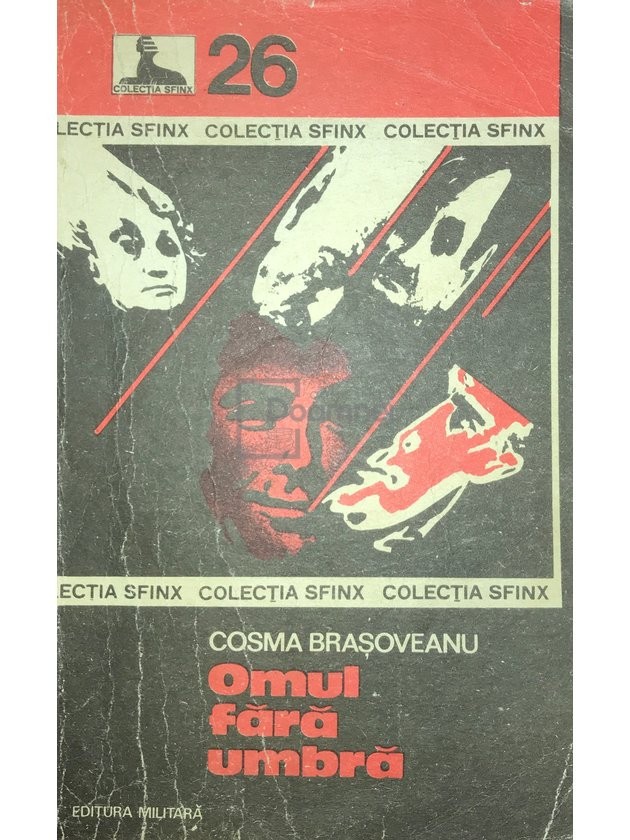 COLECȚIA SFINX
26
LECȚIA SFINX COLECȚIA SFINX COLECȚIA SFINX
LECȚIA SFINX COLECȚIA SFINX COLECȚIA SFINX
COSMA BRAȘOVEANU
Omul
fără
umbră
EDITURA MILITARĂ